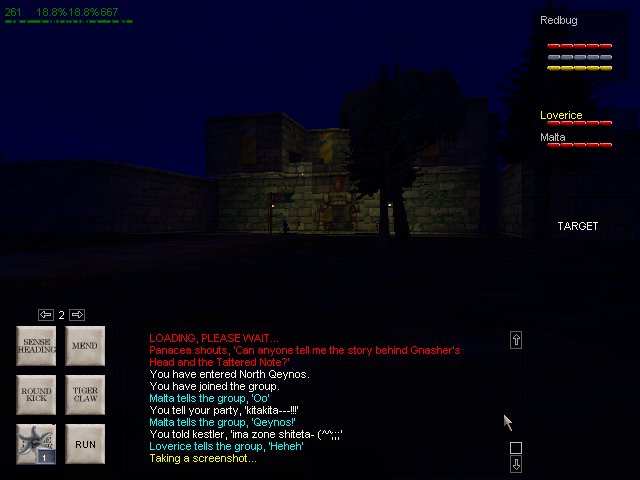 261 18.8%18.8%667
Redbug
Loverice
Malta
TARGET
2
SENSE HEADING
MEND
ROUND KICK
TIGER CLAW
1
RUN
LOADING, PLEASE WAIT...
Panacea shouts, 'Can anyone tell me the story behind Gnasher's
Head and the Tattered Note?'
You have entered North Qeynos.
You have joined the group.
Malta tells the group, 'Oo'
You tell your party, 'kitakita---!!!'
Malta tells the group, 'Qeynos!'
You told kestler, 'ima zone shiteta- (^^;;;'
Loverice tells the group, 'Heheh'
Taking a screenshot...